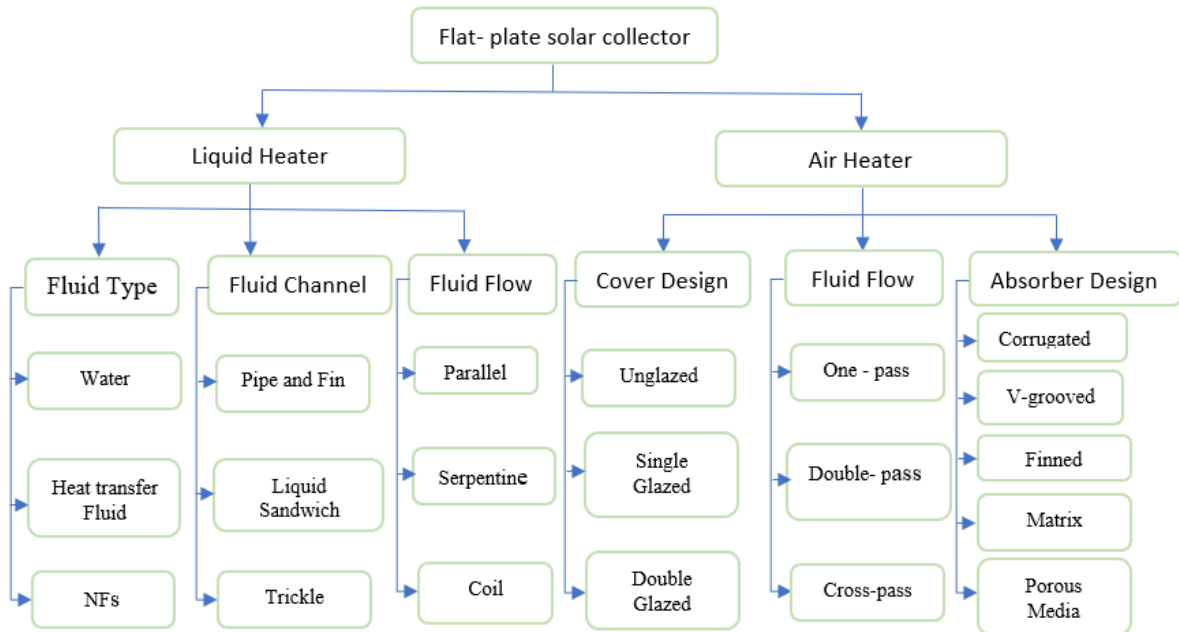 Flat- plate solar collector
Liquid Heater
Air Heater
Fluid Type
Fluid Channel
Fluid Flow
Cover Design
Fluid Flow
Absorber Design
Water
Heat transfer
Fluid
NFs
Pipe and Fin
Liquid
Sandwich
Trickle
Parallel
Serpentine
Coil
Unglazed
Single
Glazed
Double
Glazed
One - pass
Double- pass
Cross-pass
Corrugated
V-grooved
Finned
Matrix
Porous
Media